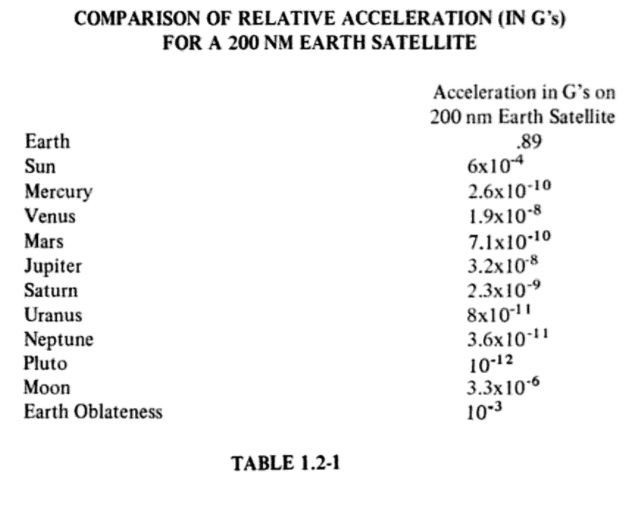 COMPARISON OF RELATIVE ACCELERATION (IN G's)
FOR A 200 NM EARTH SATELLITE
Acceleration in G's on
200 nm Earth Satellite
Earth .89
Sun 6x10⁻⁴
Mercury 2.6x10⁻¹⁰
Venus 1.9x10⁻⁸
Mars 7.1x10⁻¹⁰
Jupiter 3.2x10⁻⁸
Saturn 2.3x10⁻⁹
Uranus 8x10⁻¹¹
Neptune 3.6x10⁻¹¹
Pluto 10⁻¹²
Moon 3.3x10⁻⁶
Earth Oblateness 10⁻³
TABLE 1.2-1